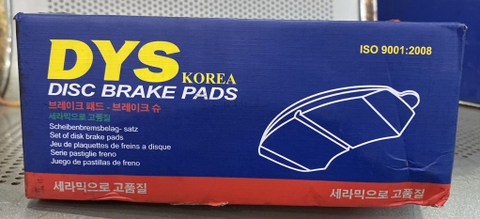 DYS KOREA
ISO 9001:2008
DISC BRAKE PADS
브레이크 패드 - 브레이크 슈
세라믹으로 고품질
Scheibenbremsbelag- satz
Set of disk brake pads
Jeu de plaquettes de freins a disque
Serie pastiglie freno
Juego de pastillas de freno
세라믹으로 고품질
세라믹으로 고품질